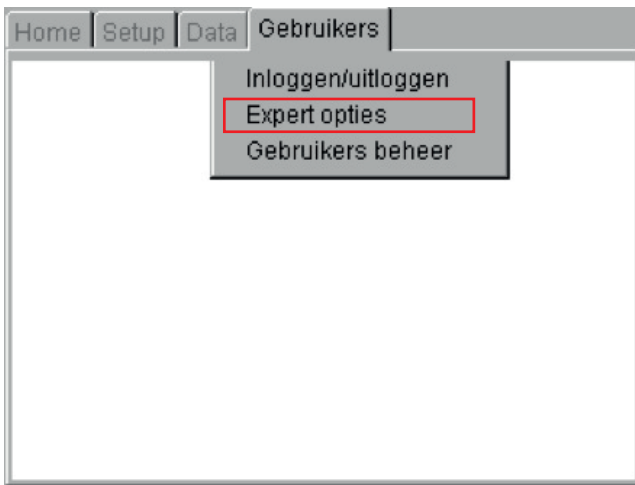 Home Setup Data Gebruikers
Inloggen/uitloggen
Expert opties
Gebruikers beheer